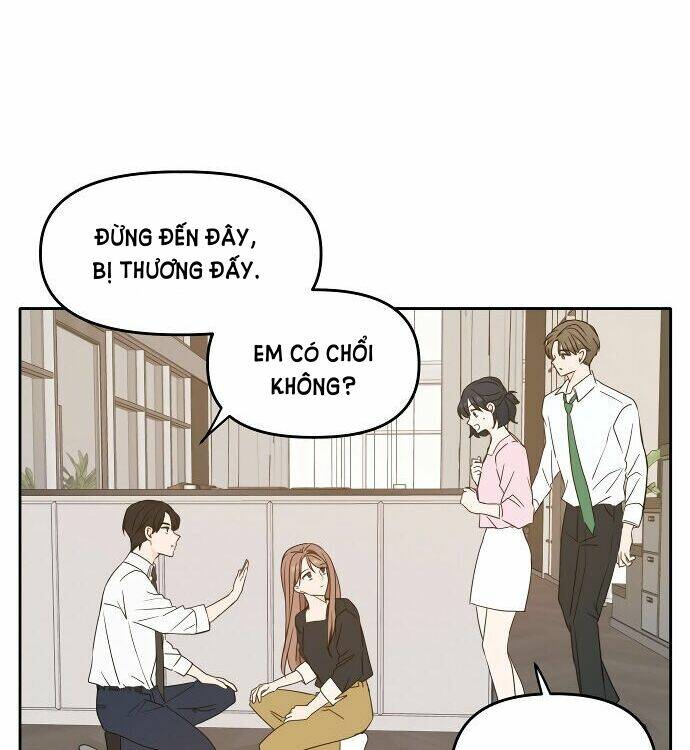 ĐỪNG ĐẾN ĐÂY,
BỊ THƯƠNG ĐẤY.
EM CÓ CHỔI
KHÔNG?